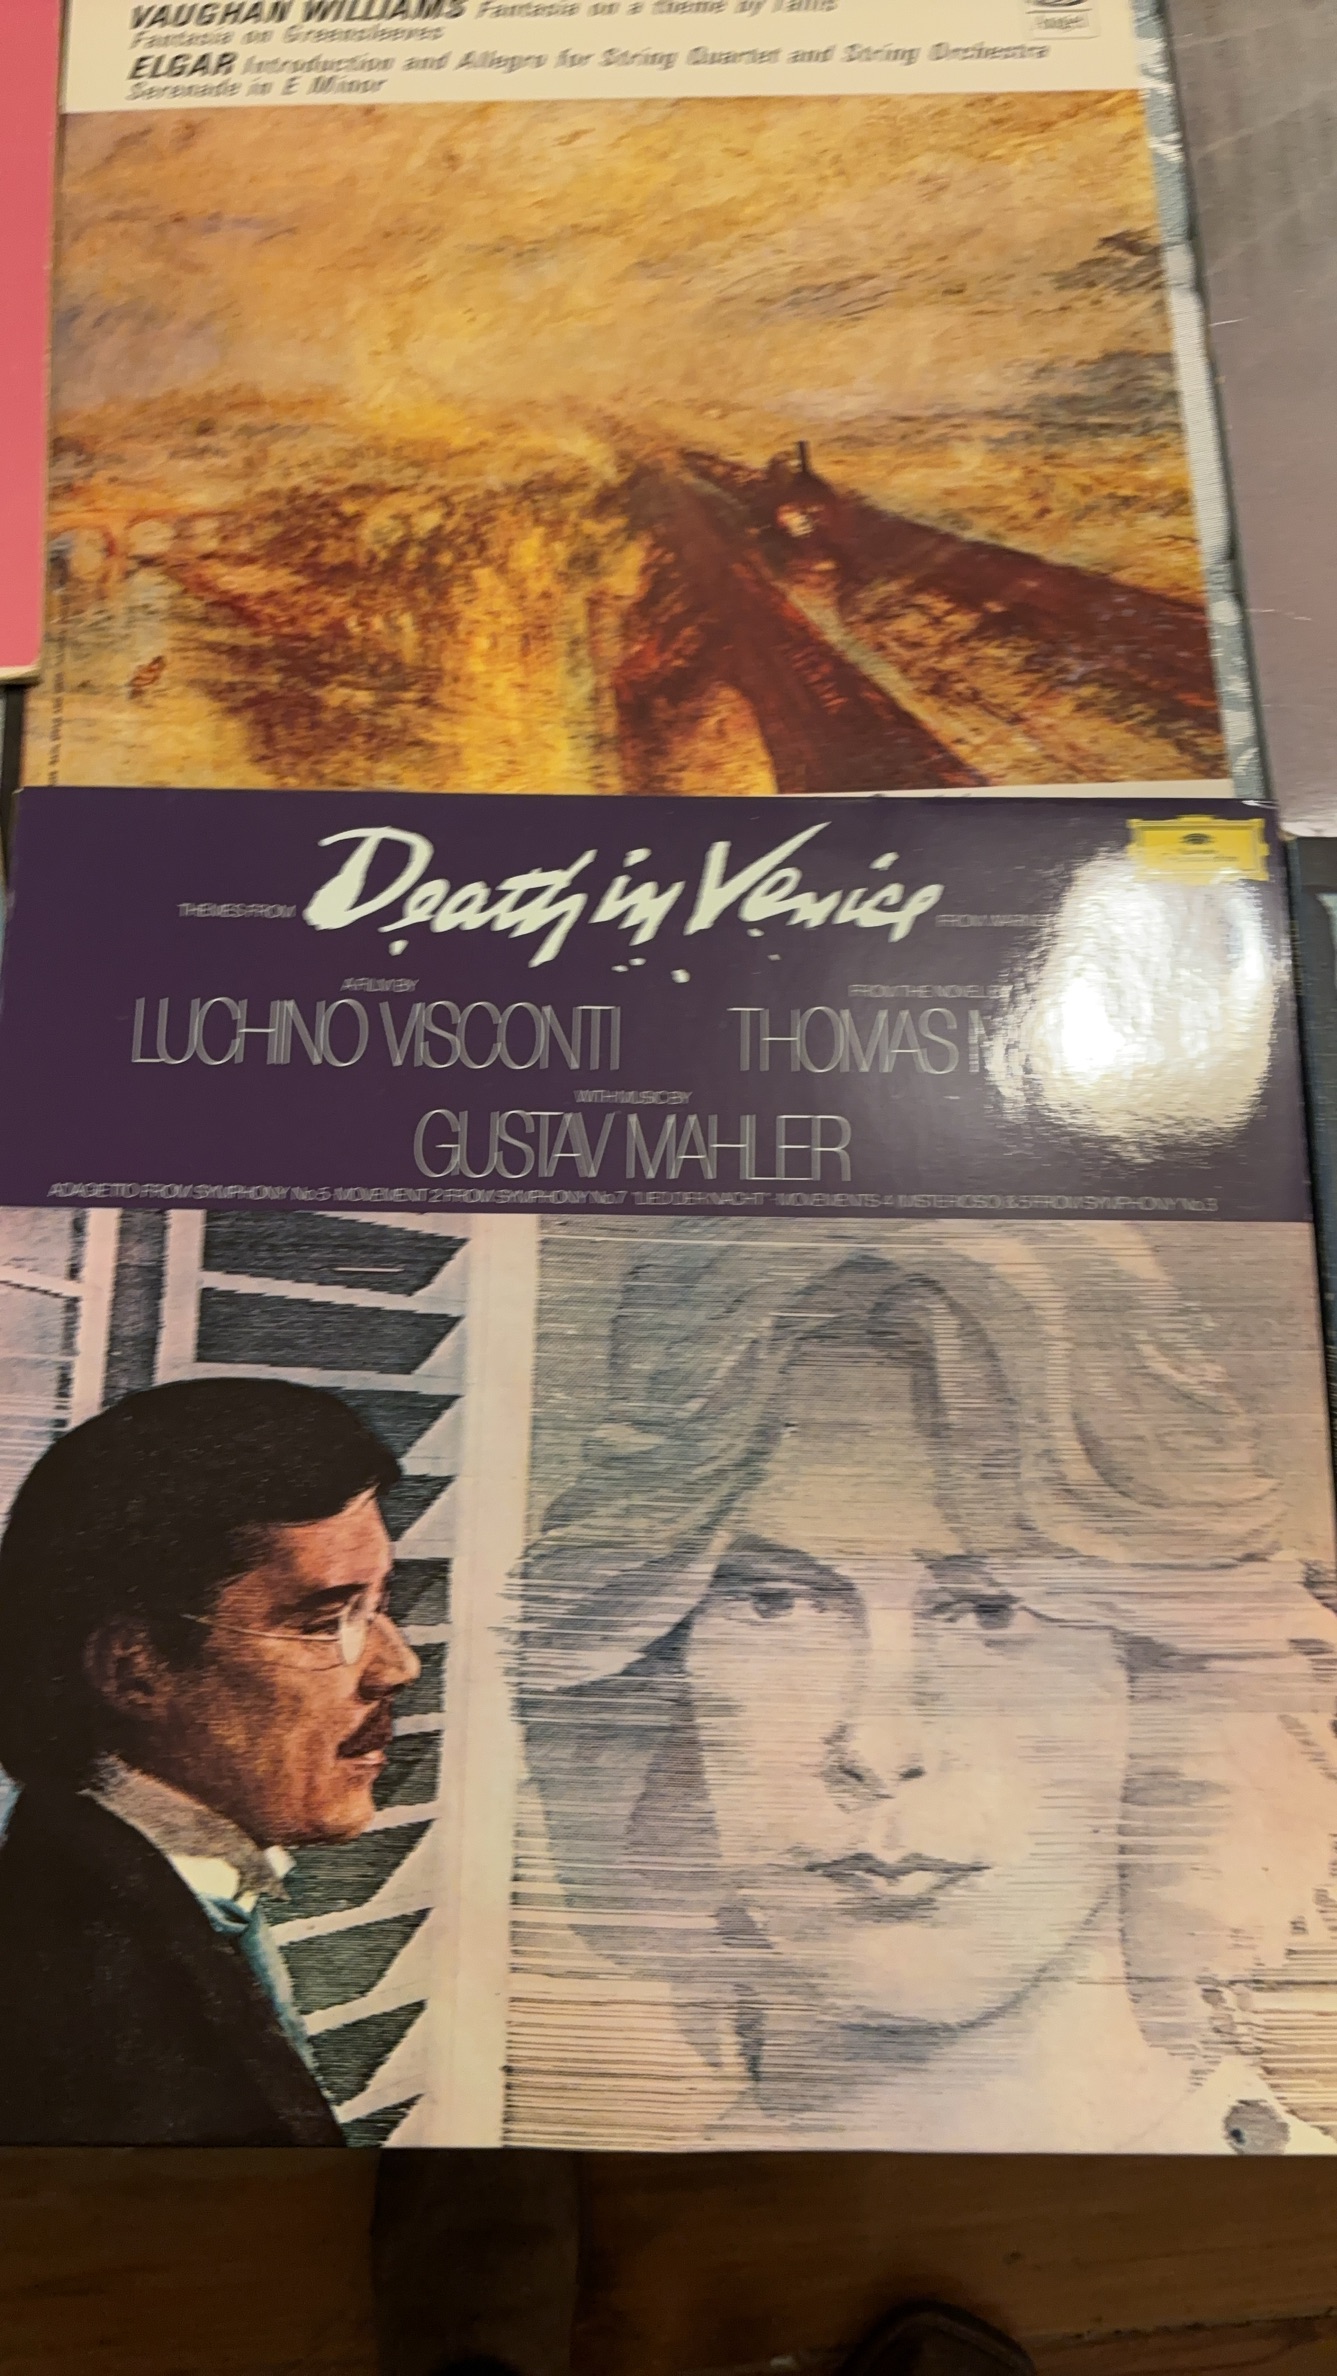 VAUGHAN WILLIAMS Fantasia on a theme by Tallis
Fantasia on Greensleeves
ELGAR Introduction and Allegro for String Quartet and String Orchestra
Serenade in E Minor
THEMES FROM Death in Venice FROM WARNER
A FILM BY
LUCHINO VISCONTI
FROM THE NOVEL
THOMAS
WITH MUSIC BY
GUSTAV MAHLER
ADAGIETTO FROM SYMPHONY No.5 · MOVEMENT 2 FROM SYMPHONY No.7 "LIED DER NACHT" · MOVEMENTS 4 (MISTERIOSO) & 5 FROM SYMPHONY No.3